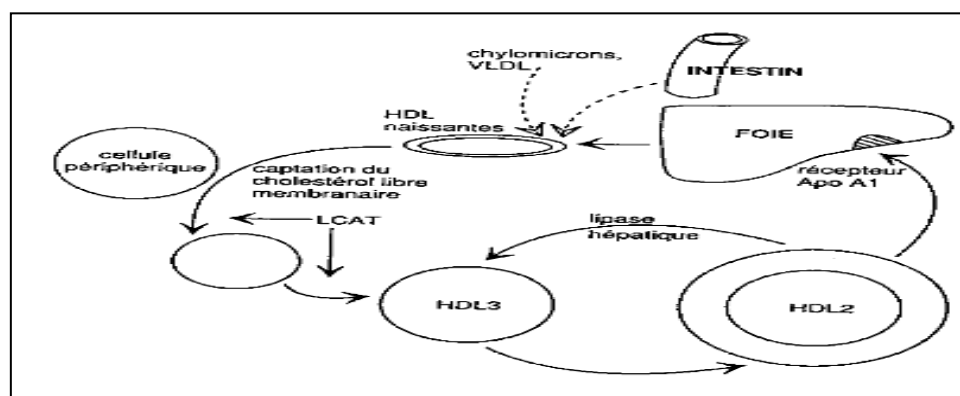 chylomicrons,
VLDL
INTESTIN
HDL
naissantes
FOIE
cellule
périphérique
captation du
cholestérol libre
membranaire
récepteur
Apo A1
LCAT
lipase
hépatique
HDL3
HDL2